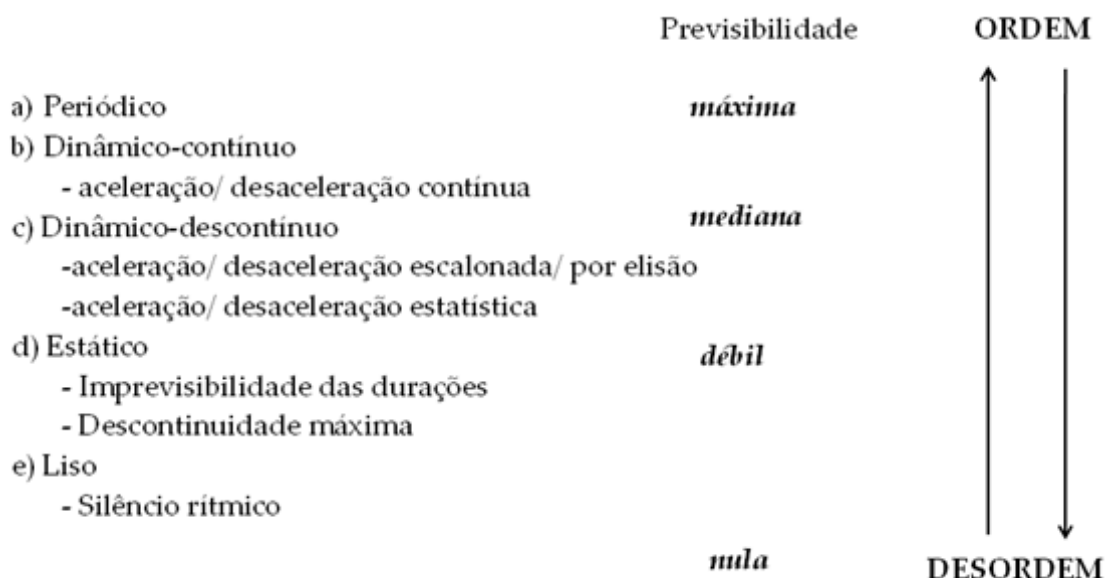 Previsibilidade ORDEM
a) Periódico máxima
b) Dinâmico-contínuo
- aceleração/ desaceleração contínua
mediana
c) Dinâmico-descontínuo
-aceleração/ desaceleração escalonada/ por elisão
-aceleração/ desaceleração estatística
d) Estático débil
- Imprevisibilidade das durações
- Descontinuidade máxima
e) Liso
- Silêncio rítmico
nula DESORDEM